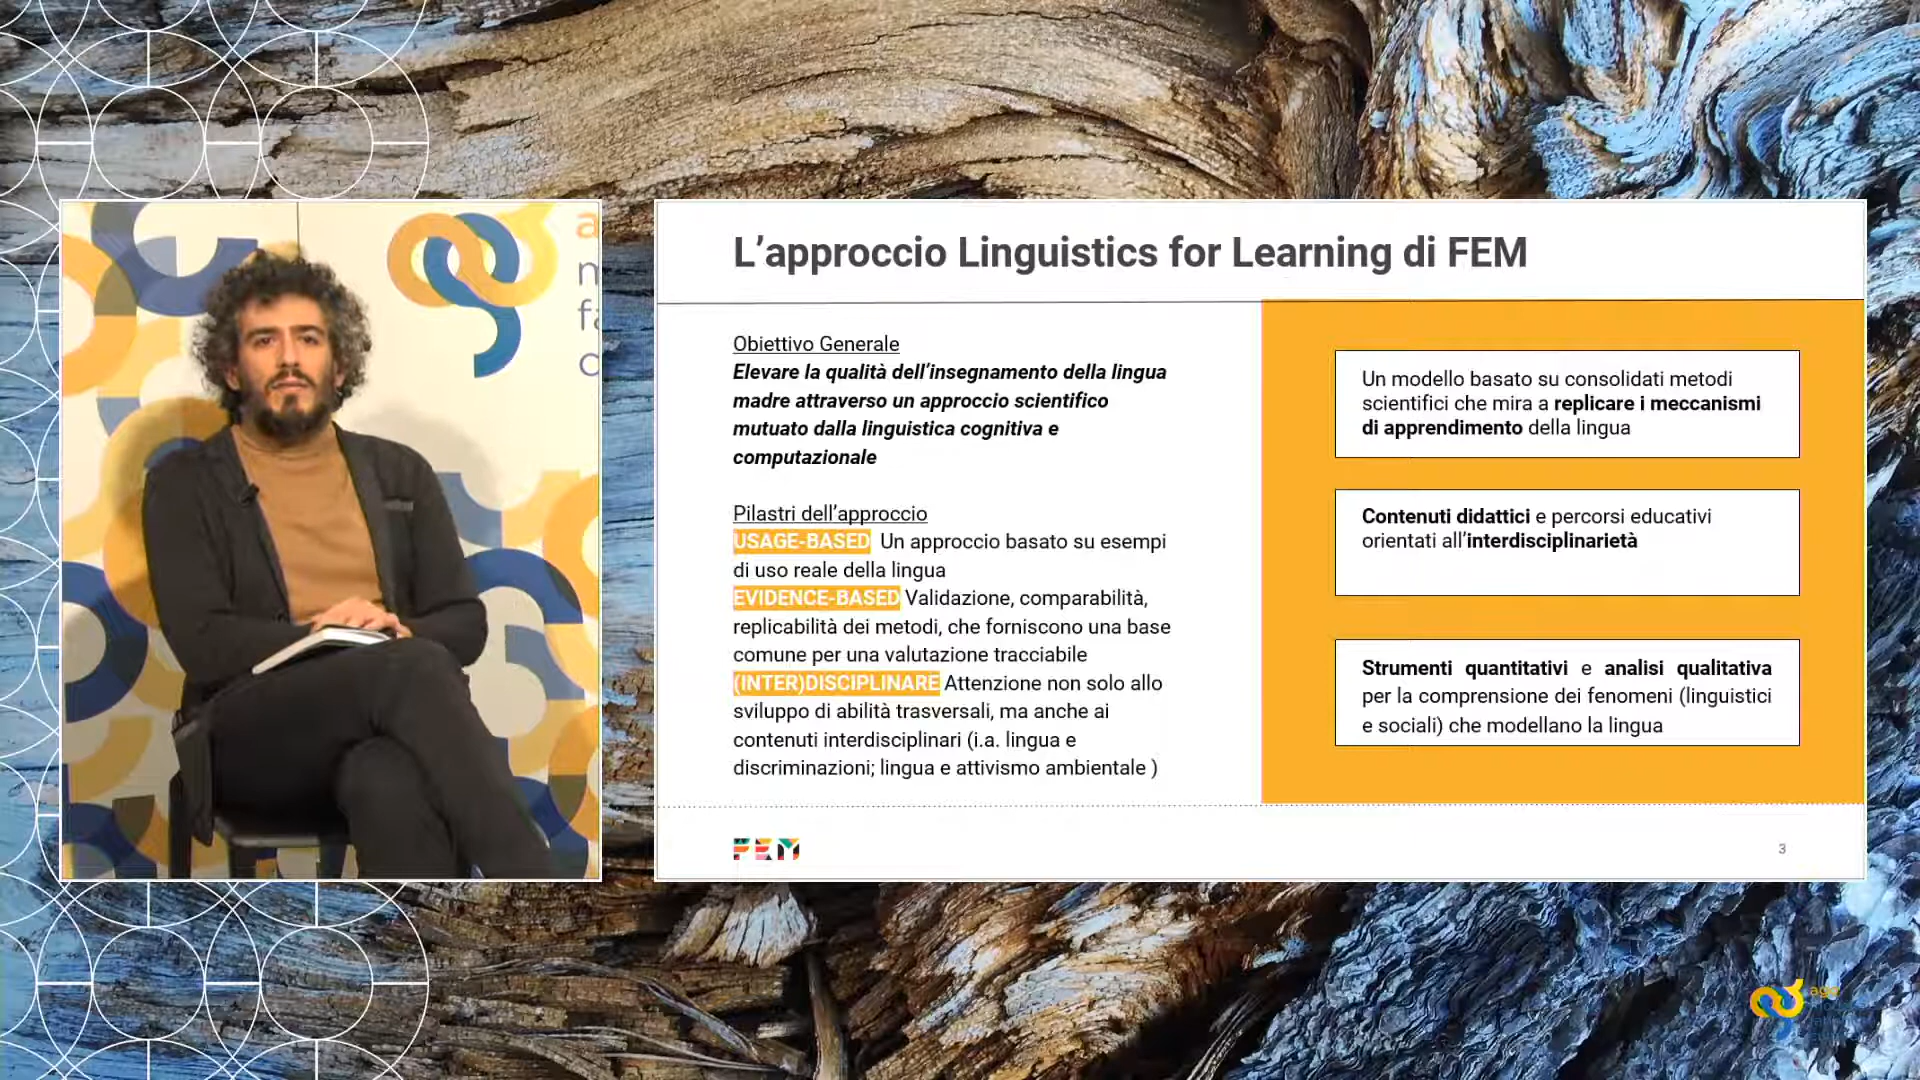 L'approccio Linguistics for Learning di FEM
Obiettivo Generale
Elevare la qualità dell'insegnamento della lingua
madre attraverso un approccio scientifico
mutuato dalla linguistica cognitiva e
computazionale
Pilastri dell'approccio
USAGE-BASED Un approccio basato su esempi
di uso reale della lingua
EVIDENCE-BASED Validazione, comparabilità,
replicabilità dei metodi, che forniscono una base
comune per una valutazione tracciabile
(INTER)DISCIPLINARE Attenzione non solo allo
sviluppo di abilità trasversali, ma anche ai
contenuti interdisciplinari (i.a. lingua e
discriminazioni; lingua e attivismo ambientale )
Un modello basato su consolidati metodi
scientifici che mira a replicare i meccanismi
di apprendimento della lingua
Contenuti didattici e percorsi educativi
orientati all'interdisciplinarietà
Strumenti quantitativi e analisi qualitativa
per la comprensione dei fenomeni (linguistici
e sociali) che modellano la lingua
FEM
3
ago